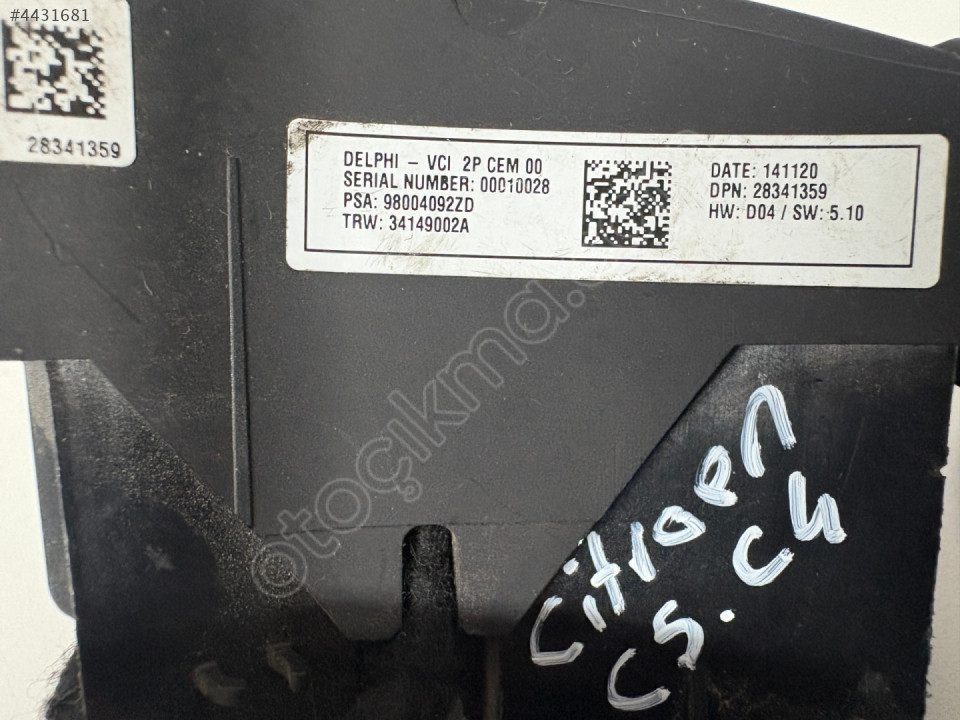 #4431681
28341359
DELPHI - VCI 2P CEM 00
SERIAL NUMBER: 00010028
PSA: 98004092ZD
TRW: 34149002A
DATE: 141120
DPN: 28341359
HW: D04 / SW: 5.10
otoçıkma.
Citroen
C5.C4